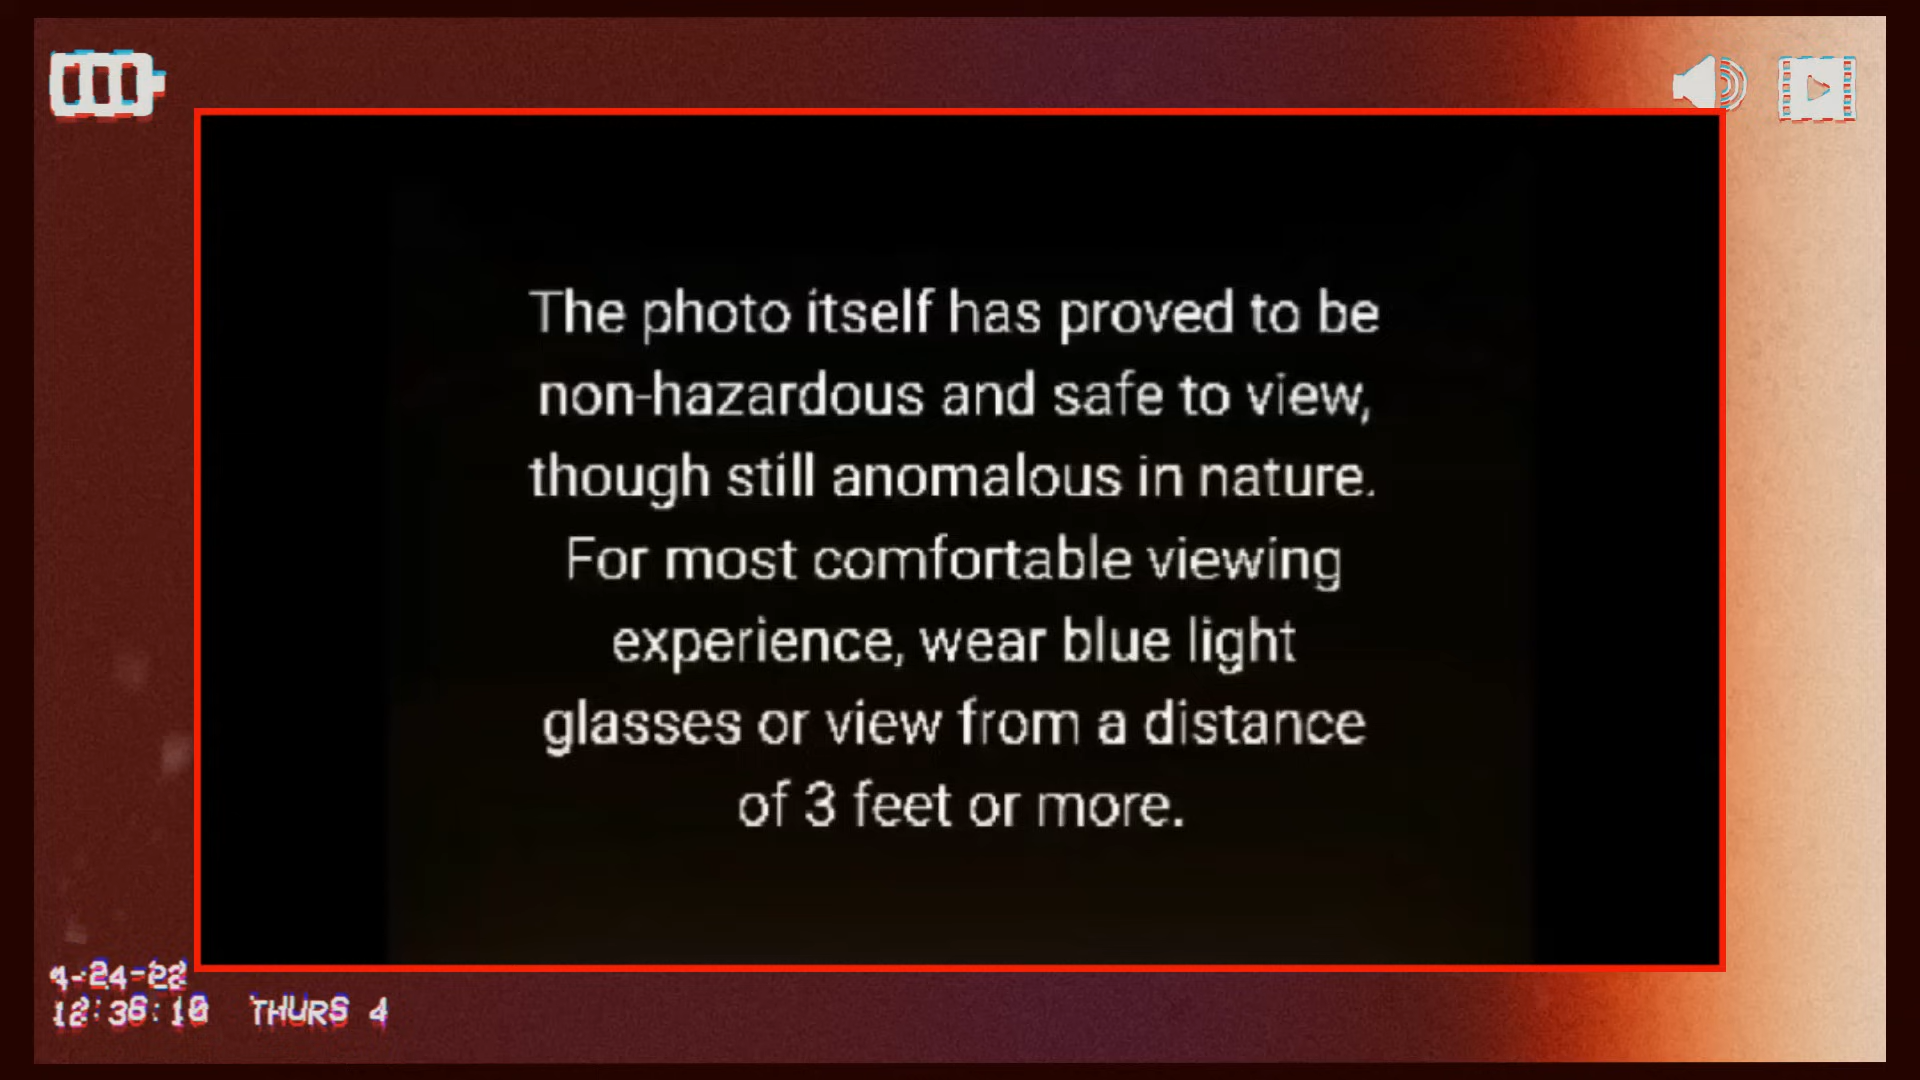 The photo itself has proved to be
non-hazardous and safe to view,
though still anomalous in nature.
For most comfortable viewing
experience, wear blue light
glasses or view from a distance
of 3 feet or more.
4-24-22
12:36:10 THURS 4